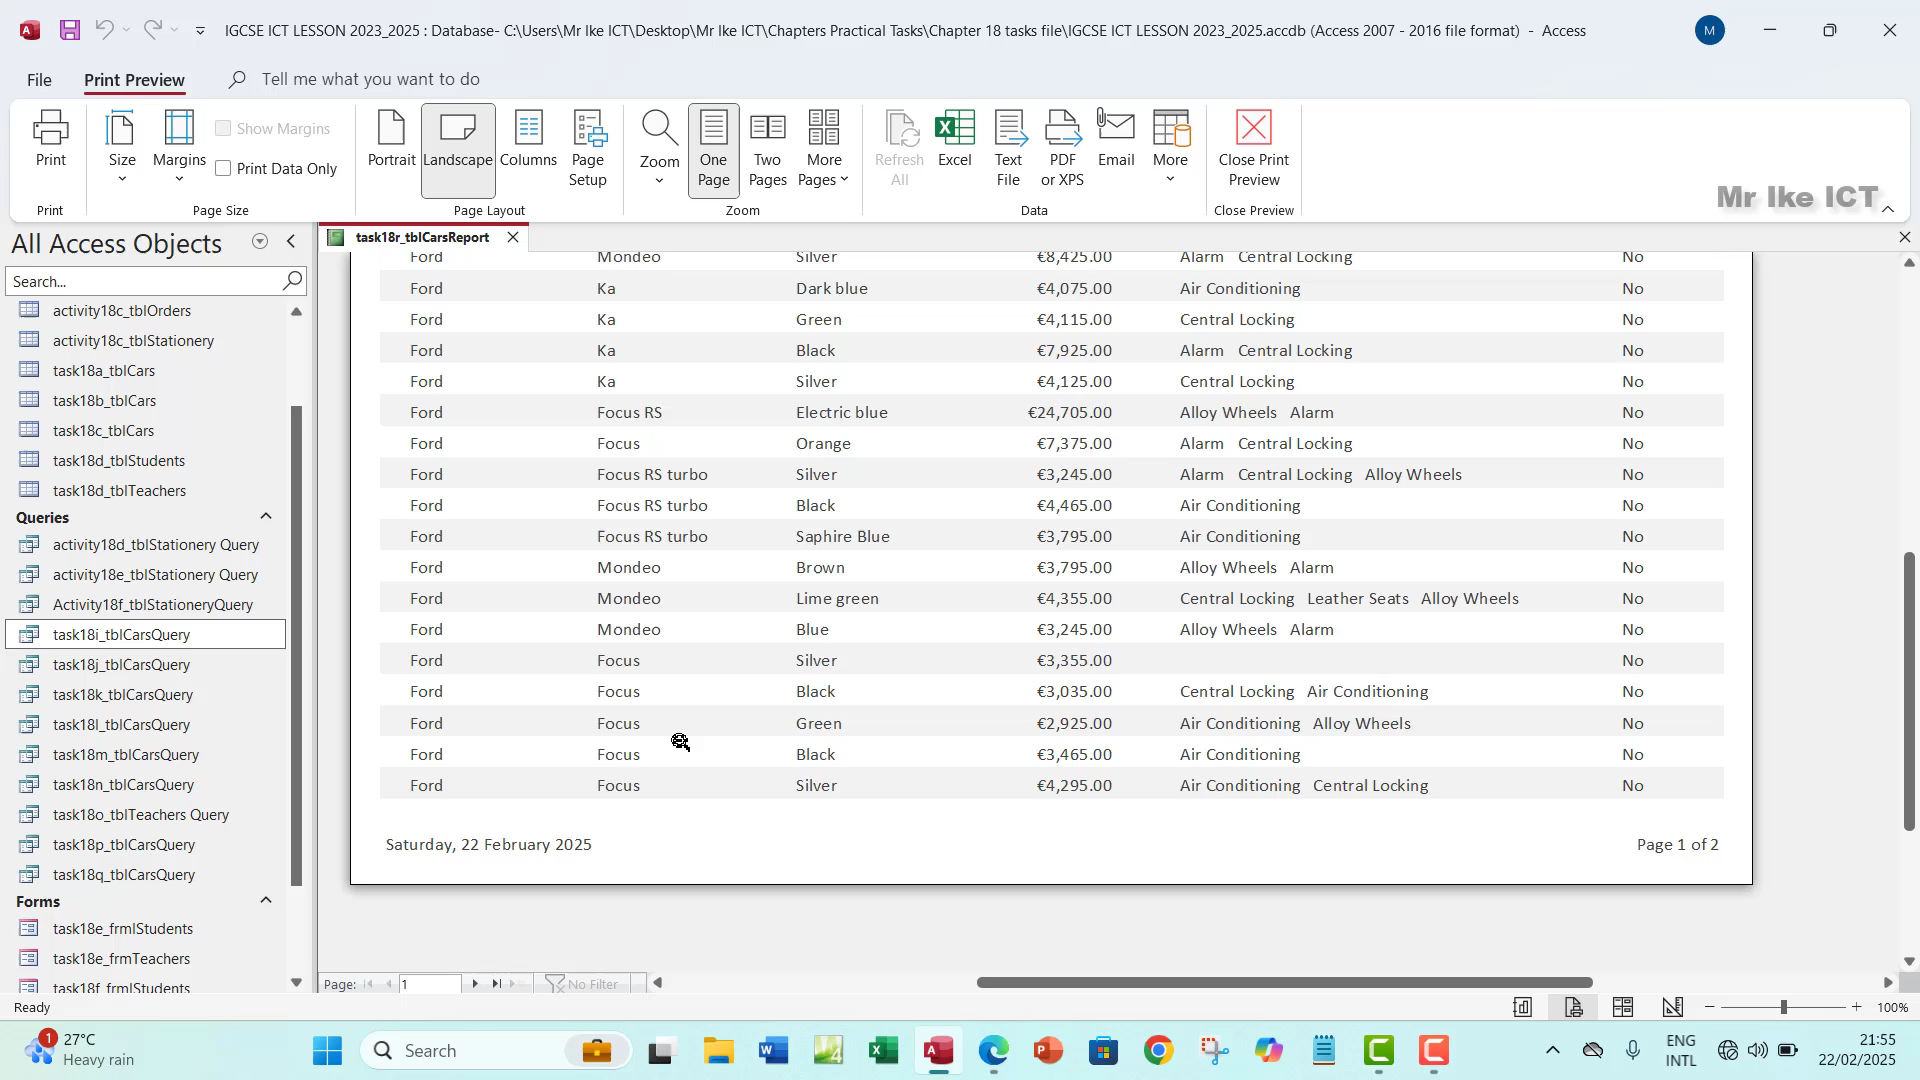 IGCSE ICT LESSON 2023_2025 : Database- C:\Users\Mr Ike ICT\Desktop\Mr Ike ICT\Chapters Practical Tasks\Chapter 18 tasks file\IGCSE ICT LESSON 2023_2025.accdb (Access 2007 - 2016 file format) - Access
M
File Print Preview Tell me what you want to do
Print
Size
Margins
Show Margins
Print Data Only
Portrait
Landscape
Columns
Page Setup
Zoom
One Page
Two Pages
More Pages
Refresh All
Excel
Text File
PDF or XPS
Email
More
Close Print Preview
Print Page Size Page Layout Zoom Data Close Preview
Mr Ike ICT
All Access Objects
Search...
activity18c_tblOrders
activity18c_tblStationery
task18a_tblCars
task18b_tblCars
task18c_tblCars
task18d_tblStudents
task18d_tblTeachers
Queries
activity18d_tblStationery Query
activity18e_tblStationery Query
Activity18f_tblStationeryQuery
task18i_tblCarsQuery
task18j_tblCarsQuery
task18k_tblCarsQuery
task18l_tblCarsQuery
task18m_tblCarsQuery
task18n_tblCarsQuery
task18o_tblTeachers Query
task18p_tblCarsQuery
task18q_tblCarsQuery
Forms
task18e_frmlStudents
task18e_frmTeachers
task18f_frmlStudents
task18r_tblCarsReport
Ford Mondeo Silver €8,425.00 Alarm Central Locking No
Ford Ka Dark blue €4,075.00 Air Conditioning No
Ford Ka Green €4,115.00 Central Locking No
Ford Ka Black €7,925.00 Alarm Central Locking No
Ford Ka Silver €4,125.00 Central Locking No
Ford Focus RS Electric blue €24,705.00 Alloy Wheels Alarm No
Ford Focus Orange €7,375.00 Alarm Central Locking No
Ford Focus RS turbo Silver €3,245.00 Alarm Central Locking Alloy Wheels No
Ford Focus RS turbo Black €4,465.00 Air Conditioning No
Ford Focus RS turbo Saphire Blue €3,795.00 Air Conditioning No
Ford Mondeo Brown €3,795.00 Alloy Wheels Alarm No
Ford Mondeo Lime green €4,355.00 Central Locking Leather Seats Alloy Wheels No
Ford Mondeo Blue €3,245.00 Alloy Wheels Alarm No
Ford Focus Silver €3,355.00 No
Ford Focus Black €3,035.00 Central Locking Air Conditioning No
Ford Focus Green €2,925.00 Air Conditioning Alloy Wheels No
Ford Focus Black €3,465.00 Air Conditioning No
Ford Focus Silver €4,295.00 Air Conditioning Central Locking No
Saturday, 22 February 2025 Page 1 of 2
Page: 1 No Filter
Ready 100%
1
27°C
Heavy rain
Search
ENG
INTL
21:55
22/02/2025